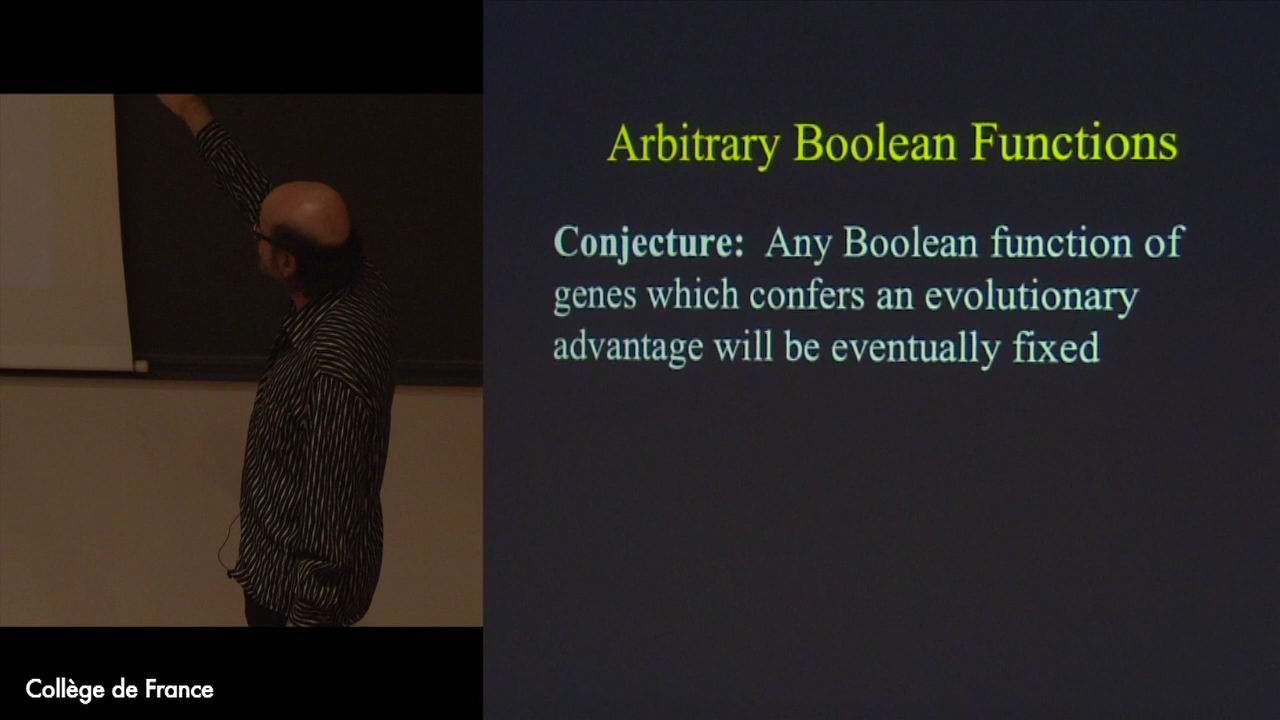 Arbitrary Boolean Functions
Conjecture: Any Boolean function of
genes which confers an evolutionary
advantage will be eventually fixed
Collège de France